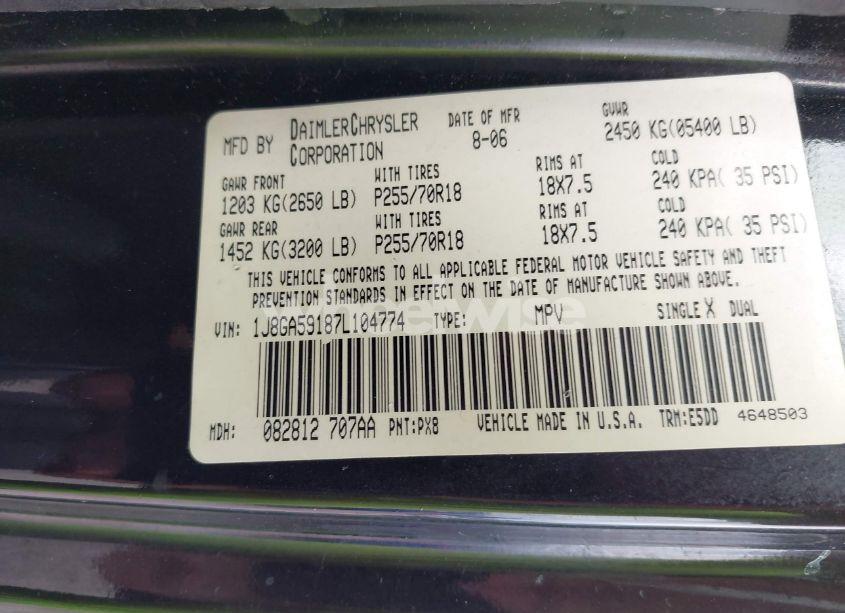 MFD BY DAIMLERCHRYSLER CORPORATION DATE OF MFR 8-06 GVWR 2450 KG(05400 LB)
GAWR FRONT WITH TIRES RIMS AT COLD
1203 KG(2650 LB) P255/70R18 18X7.5 240 KPA( 35 PSI)
GAWR REAR WITH TIRES RIMS AT COLD
1452 KG(3200 LB) P255/70R18 18X7.5 240 KPA( 35 PSI)
THIS VEHICLE CONFORMS TO ALL APPLICABLE FEDERAL MOTOR VEHICLE SAFETY AND THEFT
PREVENTION STANDARDS IN EFFECT ON THE DATE OF MANUFACTURE SHOWN ABOVE.
VIN: 1J8GA59187L104774 TYPE: MPV SINGLE X DUAL
MDH: 082812 707AA PNT:PX8 VEHICLE MADE IN U.S.A. TRM:E5DD 4648503